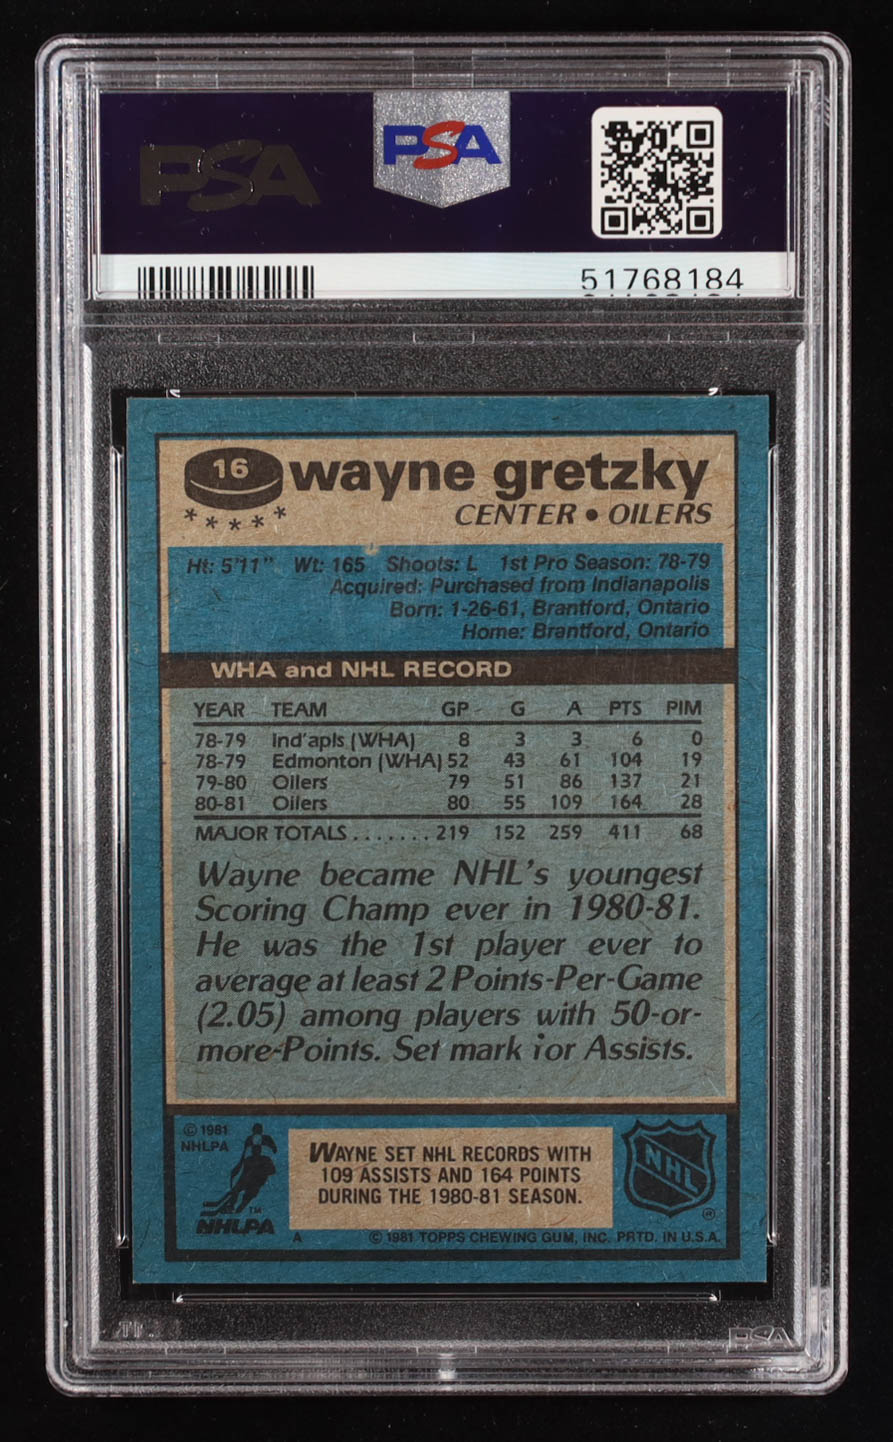 PSA
PSA
51768184
16
wayne gretzky
CENTER • OILERS
Ht: 5'11" Wt: 165 Shoots: L 1st Pro Season: 78-79
Acquired: Purchased from Indianapolis
Born: 1-26-61, Brantford, Ontario
Home: Brantford, Ontario
WHA and NHL RECORD
YEAR TEAM GP G A PTS PIM
78-79 Ind'apls (WHA) 8 3 3 6 0
78-79 Edmonton (WHA) 52 43 61 104 19
79-80 Oilers 79 51 86 137 21
80-81 Oilers 80 55 109 164 28
MAJOR TOTALS ....... 219 152 259 411 68
Wayne became NHL's youngest
Scoring Champ ever in 1980-81.
He was the 1st player ever to
average at least 2 Points-Per-Game
(2.05) among players with 50-or-
more-Points. Set mark for Assists.
© 1981
NHLPA
TM
NHLPA
WAYNE SET NHL RECORDS WITH
109 ASSISTS AND 164 POINTS
DURING THE 1980-81 SEASON.
NHL
®
A © 1981 TOPPS CHEWING GUM, INC. PRTD. IN U.S.A.
PSA